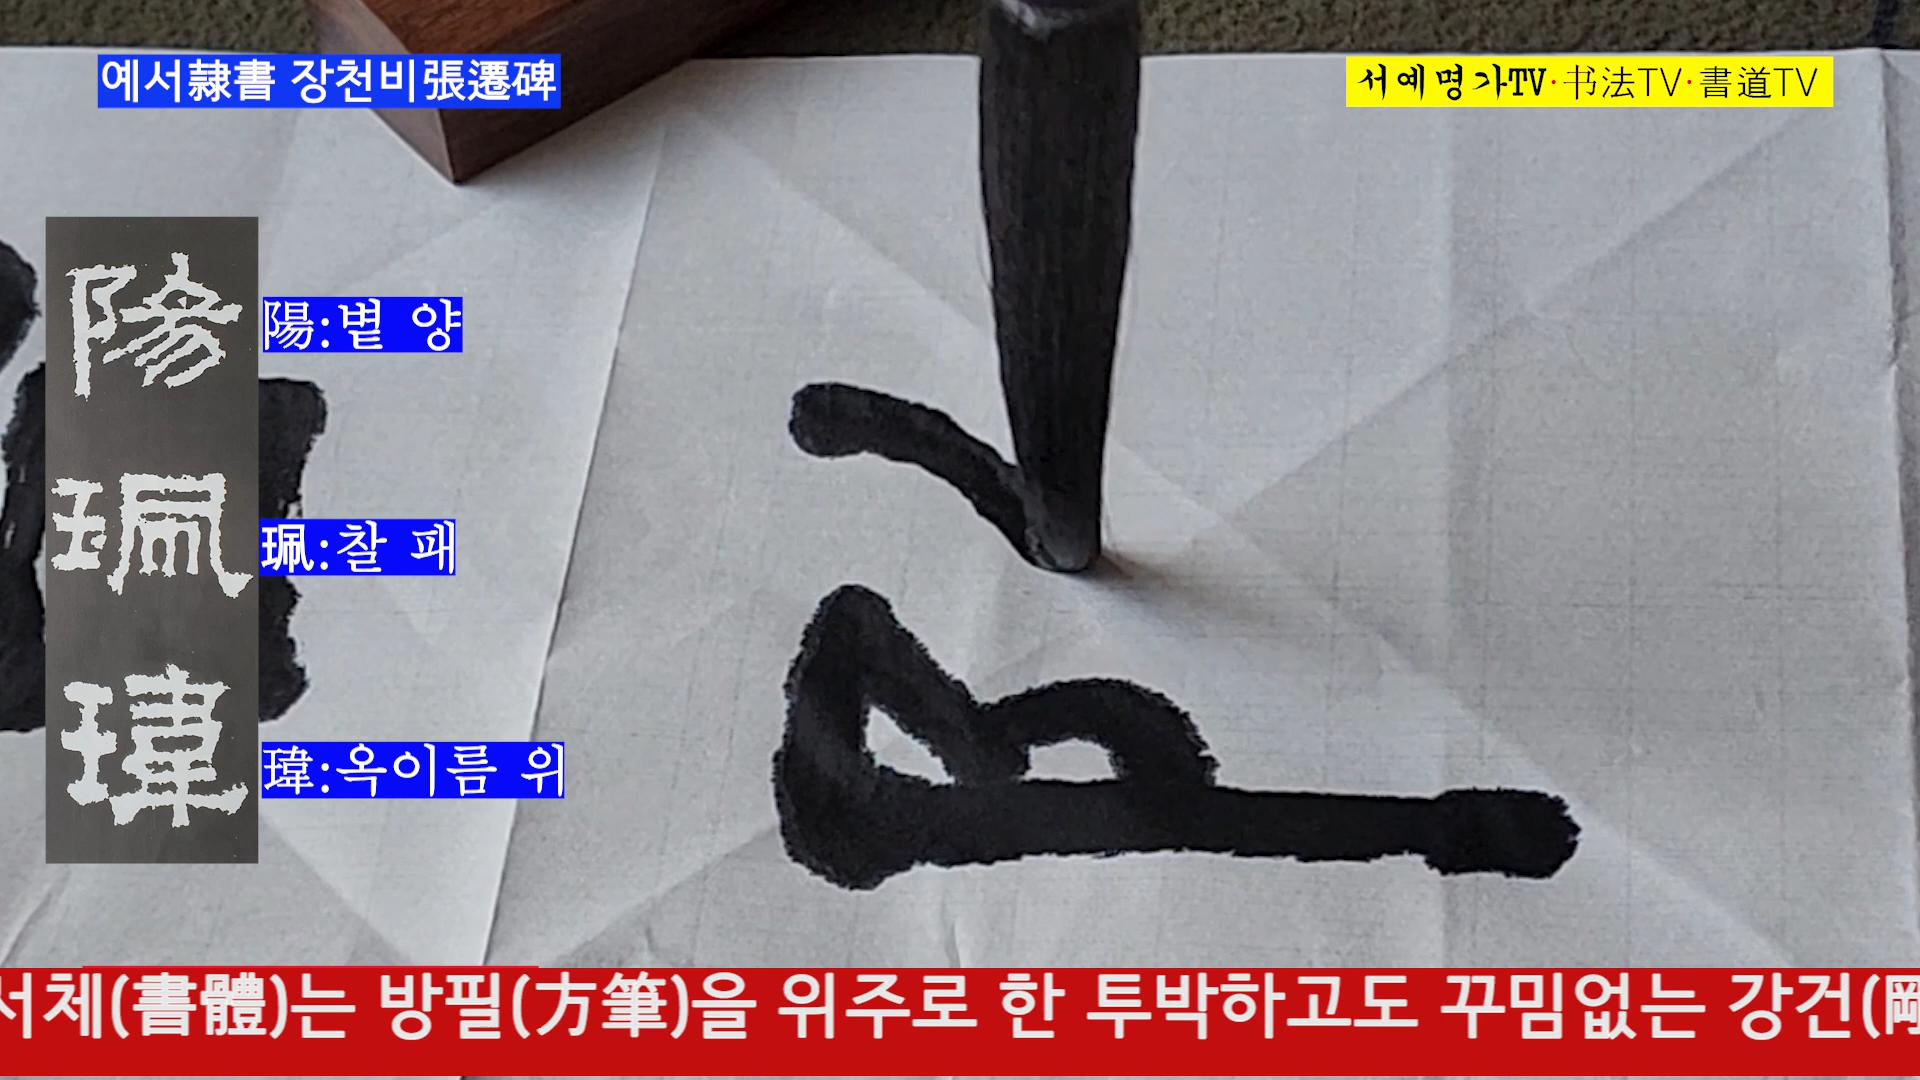 예서隷書 장천비張遷碑
서예명가TV·书法TV·書道TV
陽
珮
瑋
陽:볕 양
珮:찰 패
瑋:옥이름 위
서체(書體)는 방필(方筆)을 위주로 한 투박하고도 꾸밈없는 강건(剛